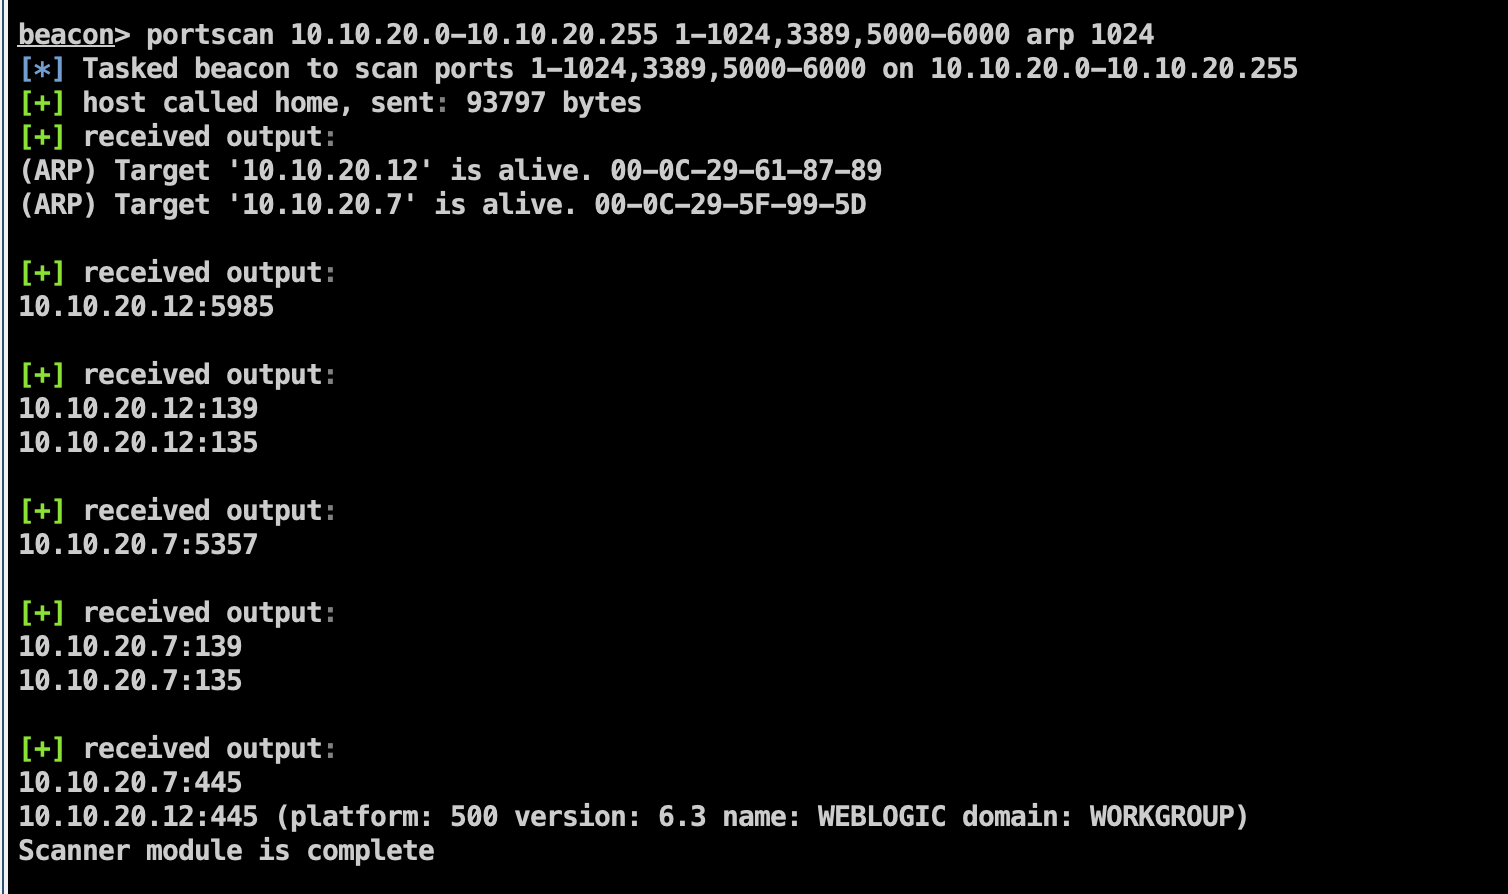 beacon> portscan 10.10.20.0-10.10.20.255 1-1024,3389,5000-6000 arp 1024
[*] Tasked beacon to scan ports 1-1024,3389,5000-6000 on 10.10.20.0-10.10.20.255
[+] host called home, sent: 93797 bytes
[+] received output:
(ARP) Target '10.10.20.12' is alive. 00-0C-29-61-87-89
(ARP) Target '10.10.20.7' is alive. 00-0C-29-5F-99-5D
[+] received output:
10.10.20.12:5985
[+] received output:
10.10.20.12:139
10.10.20.12:135
[+] received output:
10.10.20.7:5357
[+] received output:
10.10.20.7:139
10.10.20.7:135
[+] received output:
10.10.20.7:445
10.10.20.12:445 (platform: 500 version: 6.3 name: WEBLOGIC domain: WORKGROUP)
Scanner module is complete